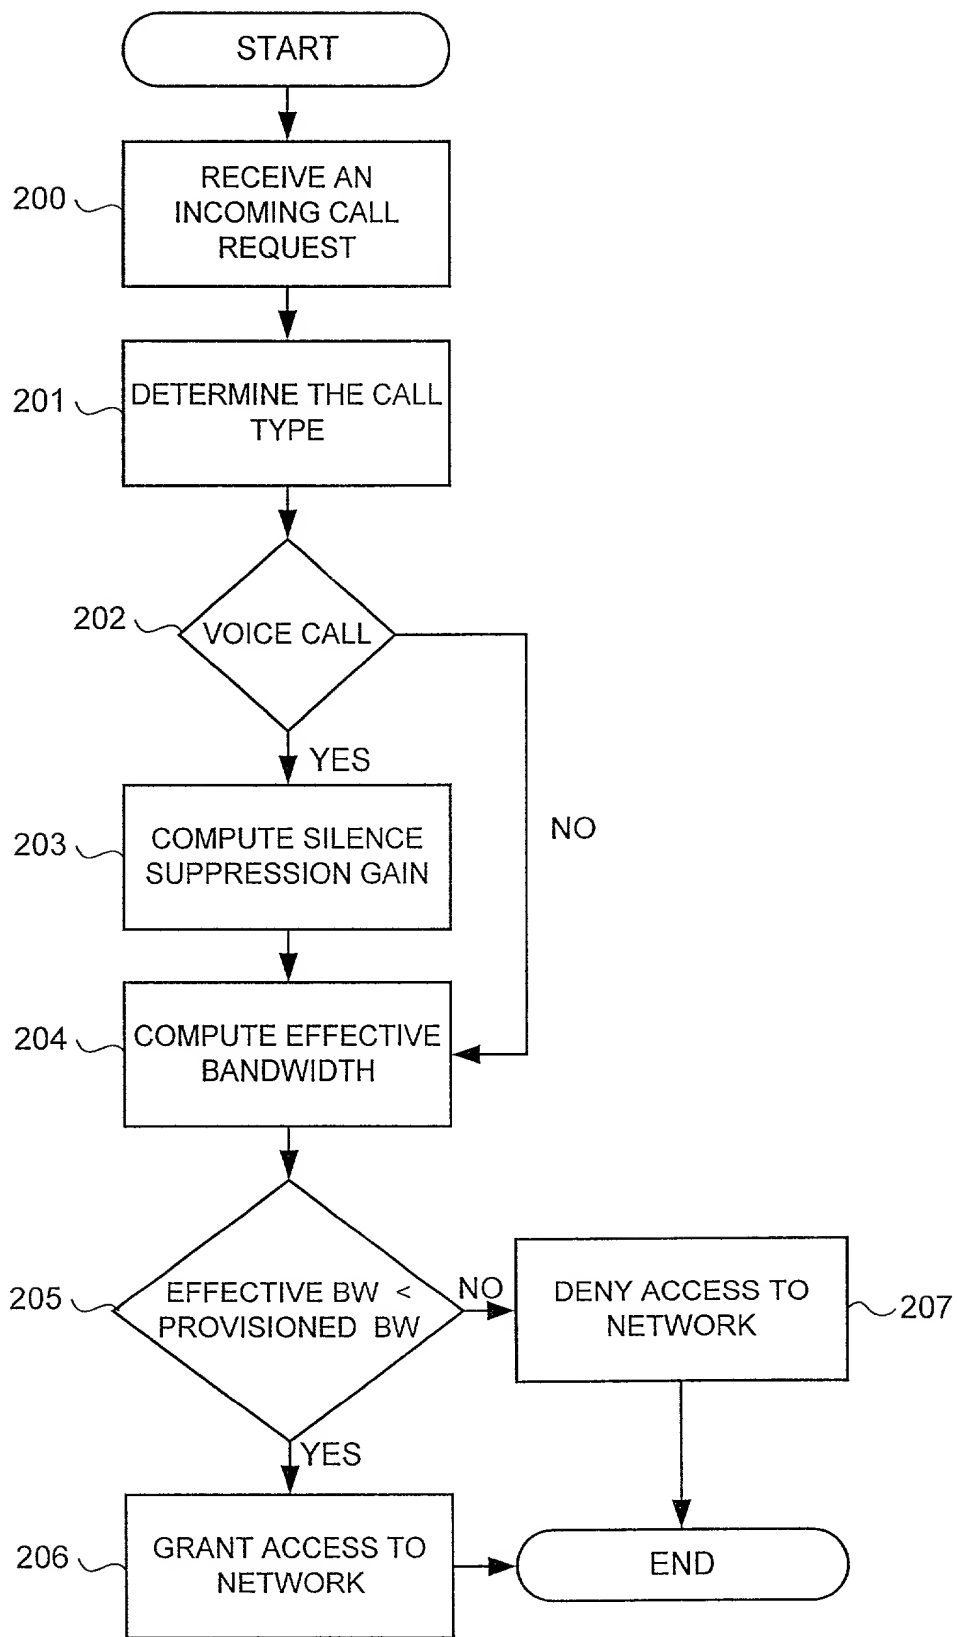 START
200
RECEIVE AN
INCOMING CALL
REQUEST
201
DETERMINE THE CALL
TYPE
202
VOICE CALL
YES
NO
203
COMPUTE SILENCE
SUPPRESSION GAIN
204
COMPUTE EFFECTIVE
BANDWIDTH
205
EFFECTIVE BW <
PROVISIONED BW
NO
DENY ACCESS TO
NETWORK
207
YES
206
GRANT ACCESS TO
NETWORK
END